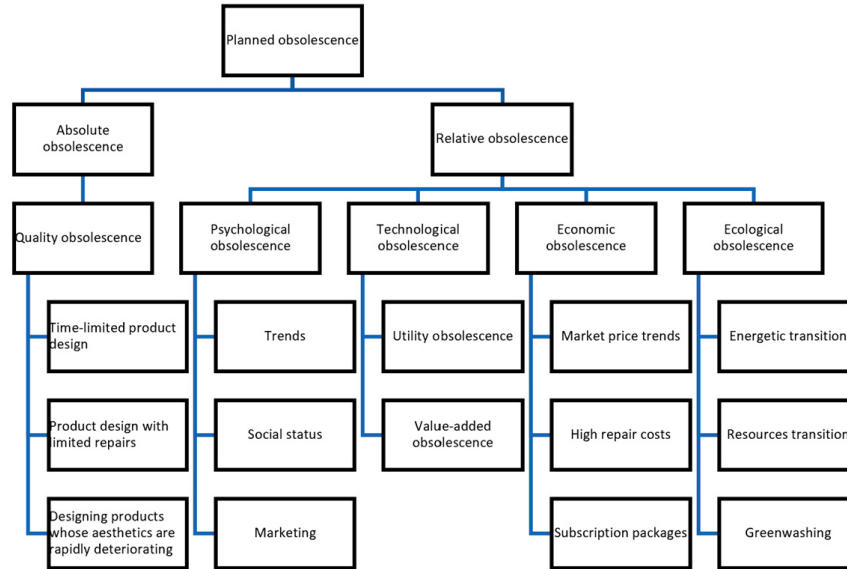 Planned obsolescence
Absolute
obsolescence
Relative obsolescence
Quality obsolescence
Psychological
obsolescence
Technological
obsolescence
Economic
obsolescence
Ecological
obsolescence
Time-limited product
design
Trends
Utility obsolescence
Market price trends
Energetic transition
Product design with
limited repairs
Social status
Value-added
obsolescence
High repair costs
Resources transition
Designing products
whose aesthetics are
rapidly deteriorating
Marketing
Subscription packages
Greenwashing